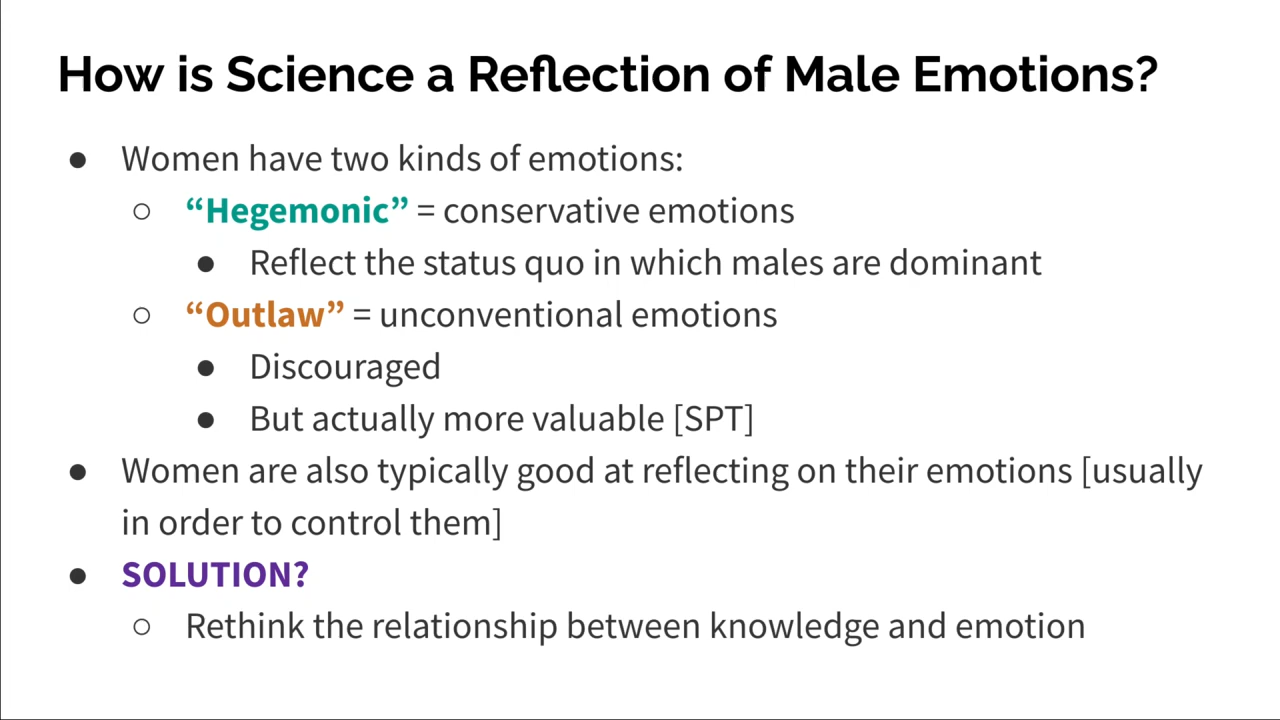 How is Science a Reflection of Male Emotions?
● Women have two kinds of emotions:
○ “Hegemonic” = conservative emotions
● Reflect the status quo in which males are dominant
○ “Outlaw” = unconventional emotions
● Discouraged
● But actually more valuable [SPT]
● Women are also typically good at reflecting on their emotions [usually
in order to control them]
● SOLUTION?
○ Rethink the relationship between knowledge and emotion